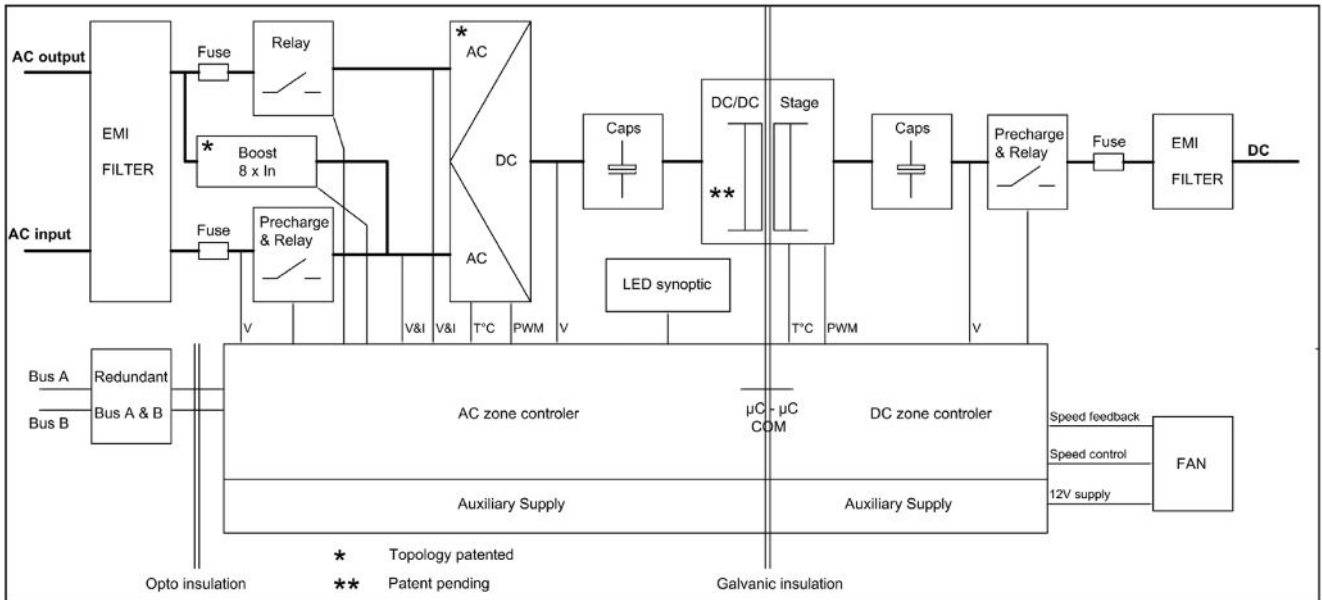 AC output
EMI
FILTER
AC input
Fuse
Relay
*
Boost
8 x In
Fuse
Precharge
& Relay
*
AC
DC
AC
Caps
DC/DC
Stage
**
Caps
Precharge
& Relay
Fuse
EMI
FILTER
DC
LED synoptic
V
V&I
V&I
T°C
PWM
V
T°C
PWM
V
Bus A
Bus B
Redundant
Bus A & B
AC zone controler
µC - µC
COM
DC zone controler
Speed feedback
Speed control
12V supply
FAN
Auxiliary Supply
Auxiliary Supply
* Topology patented
** Patent pending
Opto insulation
Galvanic insulation